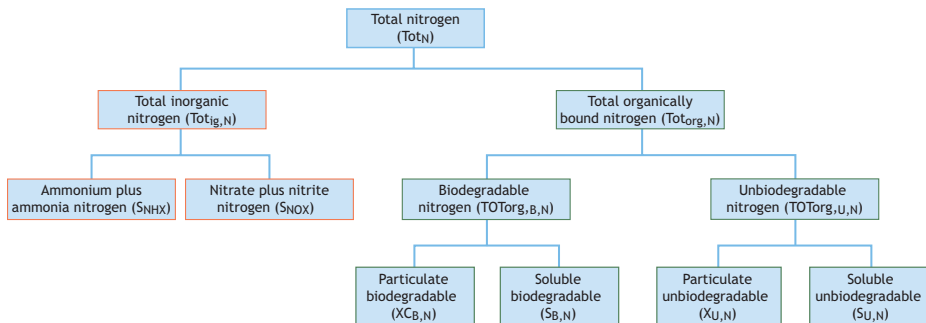 Total nitrogen
(TotN)
Total inorganic
nitrogen (Totig,N)
Total organically
bound nitrogen (Totorg,N)
Ammonium plus
ammonia nitrogen (SNHX)
Nitrate plus nitrite
nitrogen (SNOX)
Biodegradable
nitrogen (TOTorg,B,N)
Unbiodegradable
nitrogen (TOTorg,U,N)
Particulate
biodegradable
(XCB,N)
Soluble
biodegradable
(SB,N)
Particulate
unbiodegradable
(XU,N)
Soluble
unbiodegradable
(SU,N)